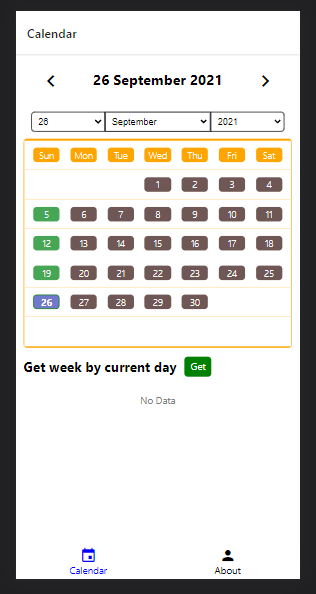 Calendar
26 September 2021
26 September 2021
Sun Mon Tue Wed Thu Fri Sat
1 2 3 4
5 6 7 8 9 10 11
12 13 14 15 16 17 18
19 20 21 22 23 24 25
26 27 28 29 30
Get week by current day Get
No Data
Calendar About